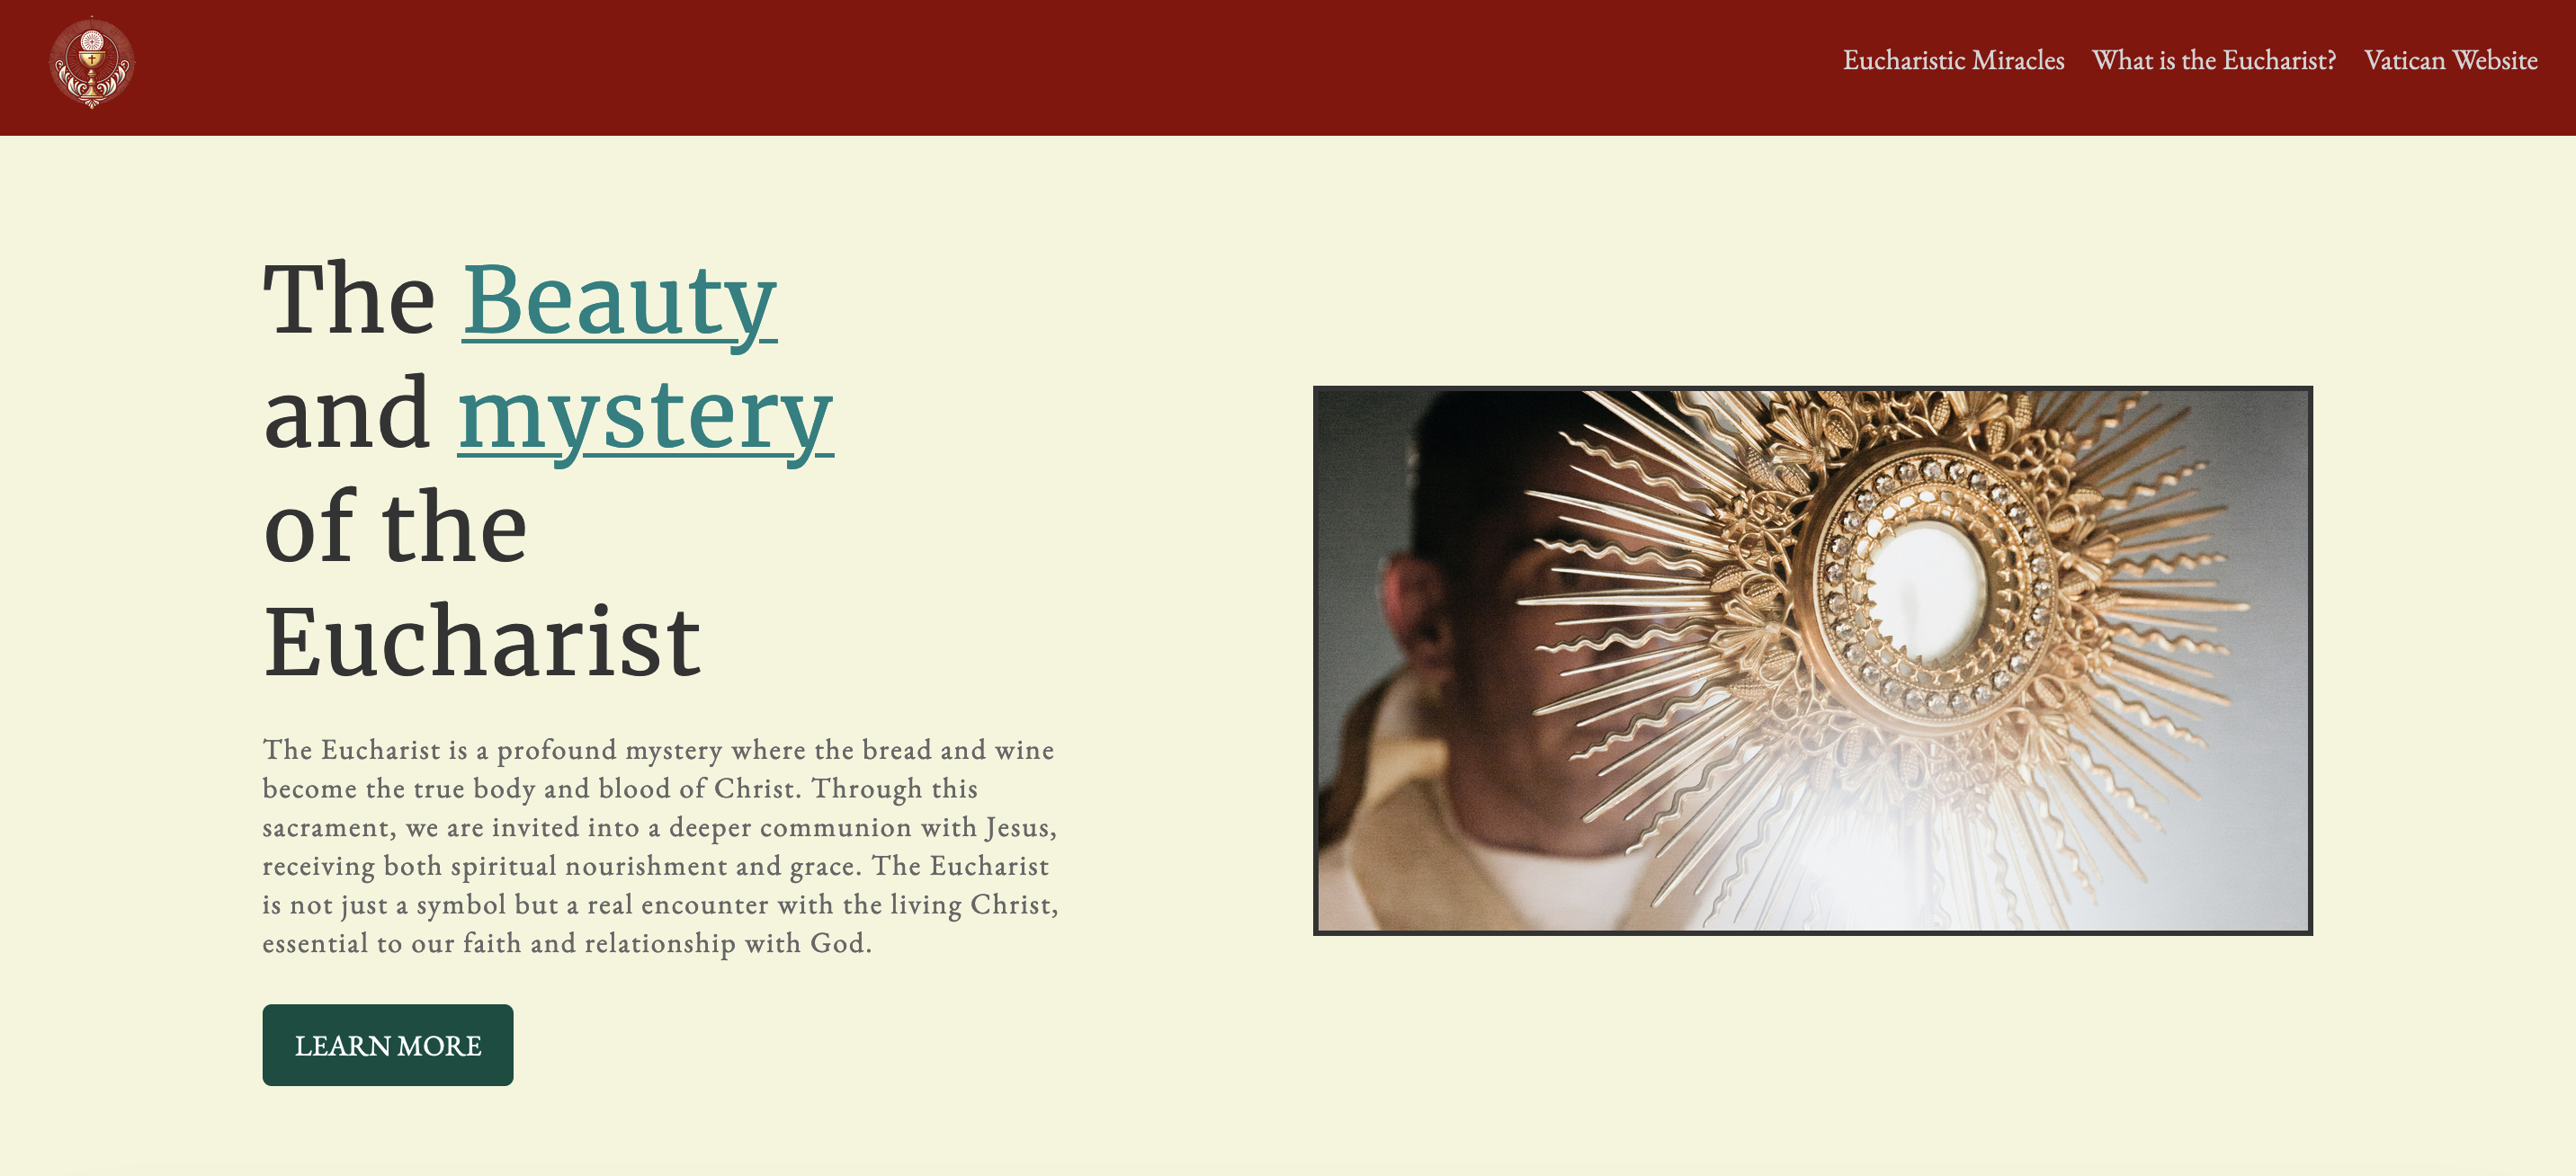 Eucharistic Miracles What is the Eucharist? Vatican Website
The Beauty
and mystery
of the
Eucharist
The Eucharist is a profound mystery where the bread and wine
become the true body and blood of Christ. Through this
sacrament, we are invited into a deeper communion with Jesus,
receiving both spiritual nourishment and grace. The Eucharist
is not just a symbol but a real encounter with the living Christ,
essential to our faith and relationship with God.
LEARN MORE